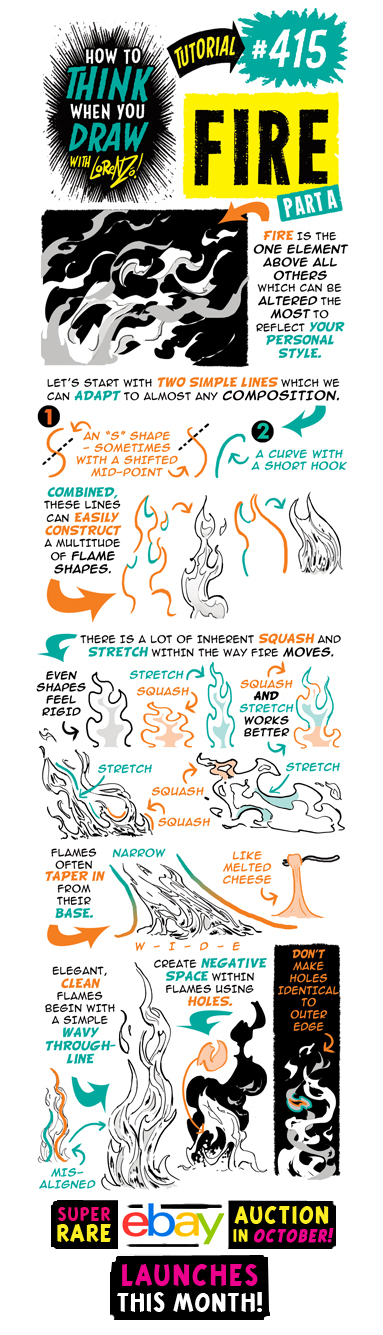 HOW TO
THINK
WHEN YOU
DRAW
WITH LORENZO!
TUTORIAL
#415
FIRE
PART A
FIRE IS THE
ONE ELEMENT
ABOVE ALL
OTHERS
WHICH CAN BE
ALTERED THE
MOST TO
REFLECT YOUR
PERSONAL
STYLE.
LET'S START WITH TWO SIMPLE LINES WHICH WE
CAN ADAPT TO ALMOST ANY COMPOSITION.
1
AN "S" SHAPE
- SOMETIMES
WITH A SHIFTED
MID-POINT
2
A CURVE WITH
A SHORT HOOK
COMBINED,
THESE LINES
CAN EASILY
CONSTRUCT
A MULTITUDE
OF FLAME
SHAPES.
THERE IS A LOT OF INHERENT SQUASH AND
STRETCH WITHIN THE WAY FIRE MOVES.
EVEN
SHAPES
FEEL
RIGID
STRETCH
SQUASH
SQUASH
AND
STRETCH
WORKS
BETTER
STRETCH
SQUASH
SQUASH
STRETCH
FLAMES
OFTEN
TAPER IN
FROM
THEIR
BASE.
NARROW
W - I - D - E
LIKE
MELTED
CHEESE
ELEGANT,
CLEAN
FLAMES
BEGIN WITH
A SIMPLE
WAVY
THROUGH-
LINE
MIS-
ALIGNED
CREATE NEGATIVE
SPACE WITHIN
FLAMES USING
HOLES.
DON'T
MAKE
HOLES
IDENTICAL
TO
OUTER
EDGE
SUPER
RARE
ebay
AUCTION
IN OCTOBER!
LAUNCHES
THIS MONTH!